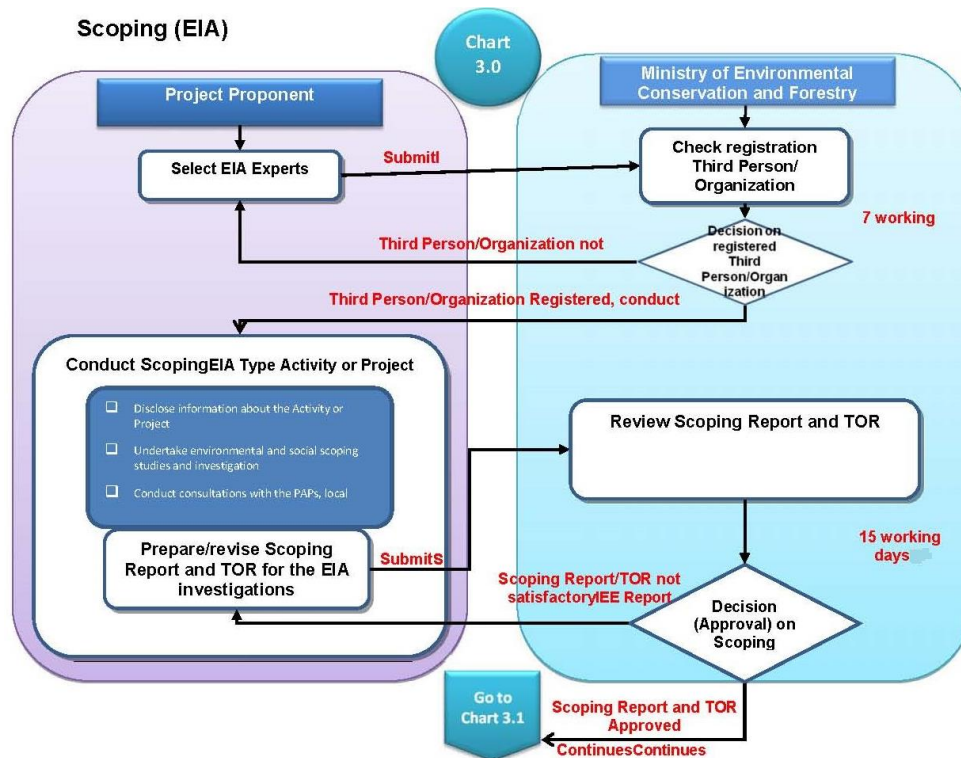 Scoping (EIA)
Chart
3.0
Project Proponent
Ministry of Environmental
Conservation and Forestry
Select EIA Experts
SubmitI
Check registration
Third Person/
Organization
7 working
Decision on
registered
Third
Person/Organ
ization
Third Person/Organization not
Third Person/Organization Registered, conduct
Conduct ScopingEIA Type Activity or Project
Disclose information about the Activity or
Project
Undertake environmental and social scoping
studies and investigation
Conduct consultations with the PAPs, local
Review Scoping Report and TOR
Prepare/revise Scoping
Report and TOR for the EIA
investigations
SubmitS
15 working
days
Scoping Report/TOR not
satisfactoryIEE Report
Decision
(Approval) on
Scoping
Go to
Chart 3.1
Scoping Report and TOR
Approved
ContinuesContinues